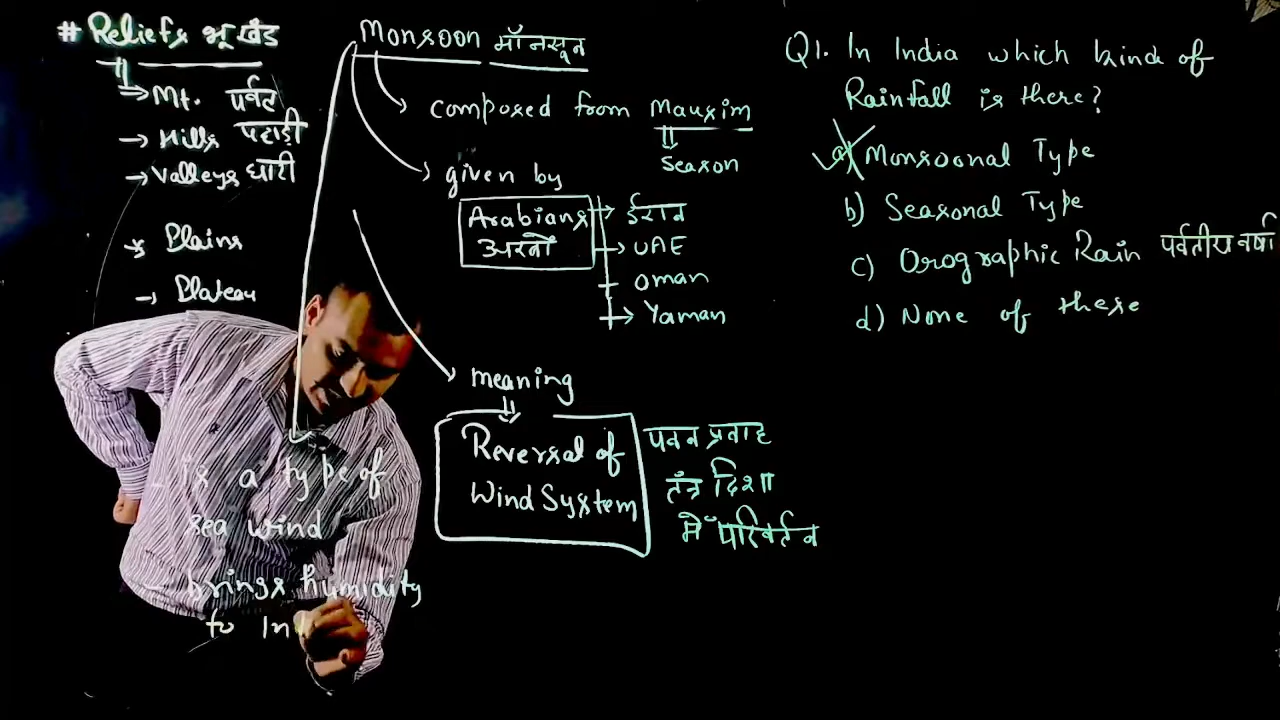 # Reliefs भू खंड
→ Mt. पर्वत
→ Hills पहाड़ी
→ Valleys घाटी
→ Plains
→ Plateau
Monsoon मॉनसून
→ composed from Mausim
Season
→ given by
Arabians → ईरान
अरबों → UAE
Oman
→ Yaman
→ meaning
Reversal of
Wind System
पवन प्रवाह
तंत्र दिशा
में परिवर्तन
- is a type of
sea wind
- brings humidity
to In
Q1. In India which kind of
Rainfall is there?
a) Monsoonal Type
b) Seasonal Type
c) Orographic Rain पर्वतीय वर्षा
d) None of these